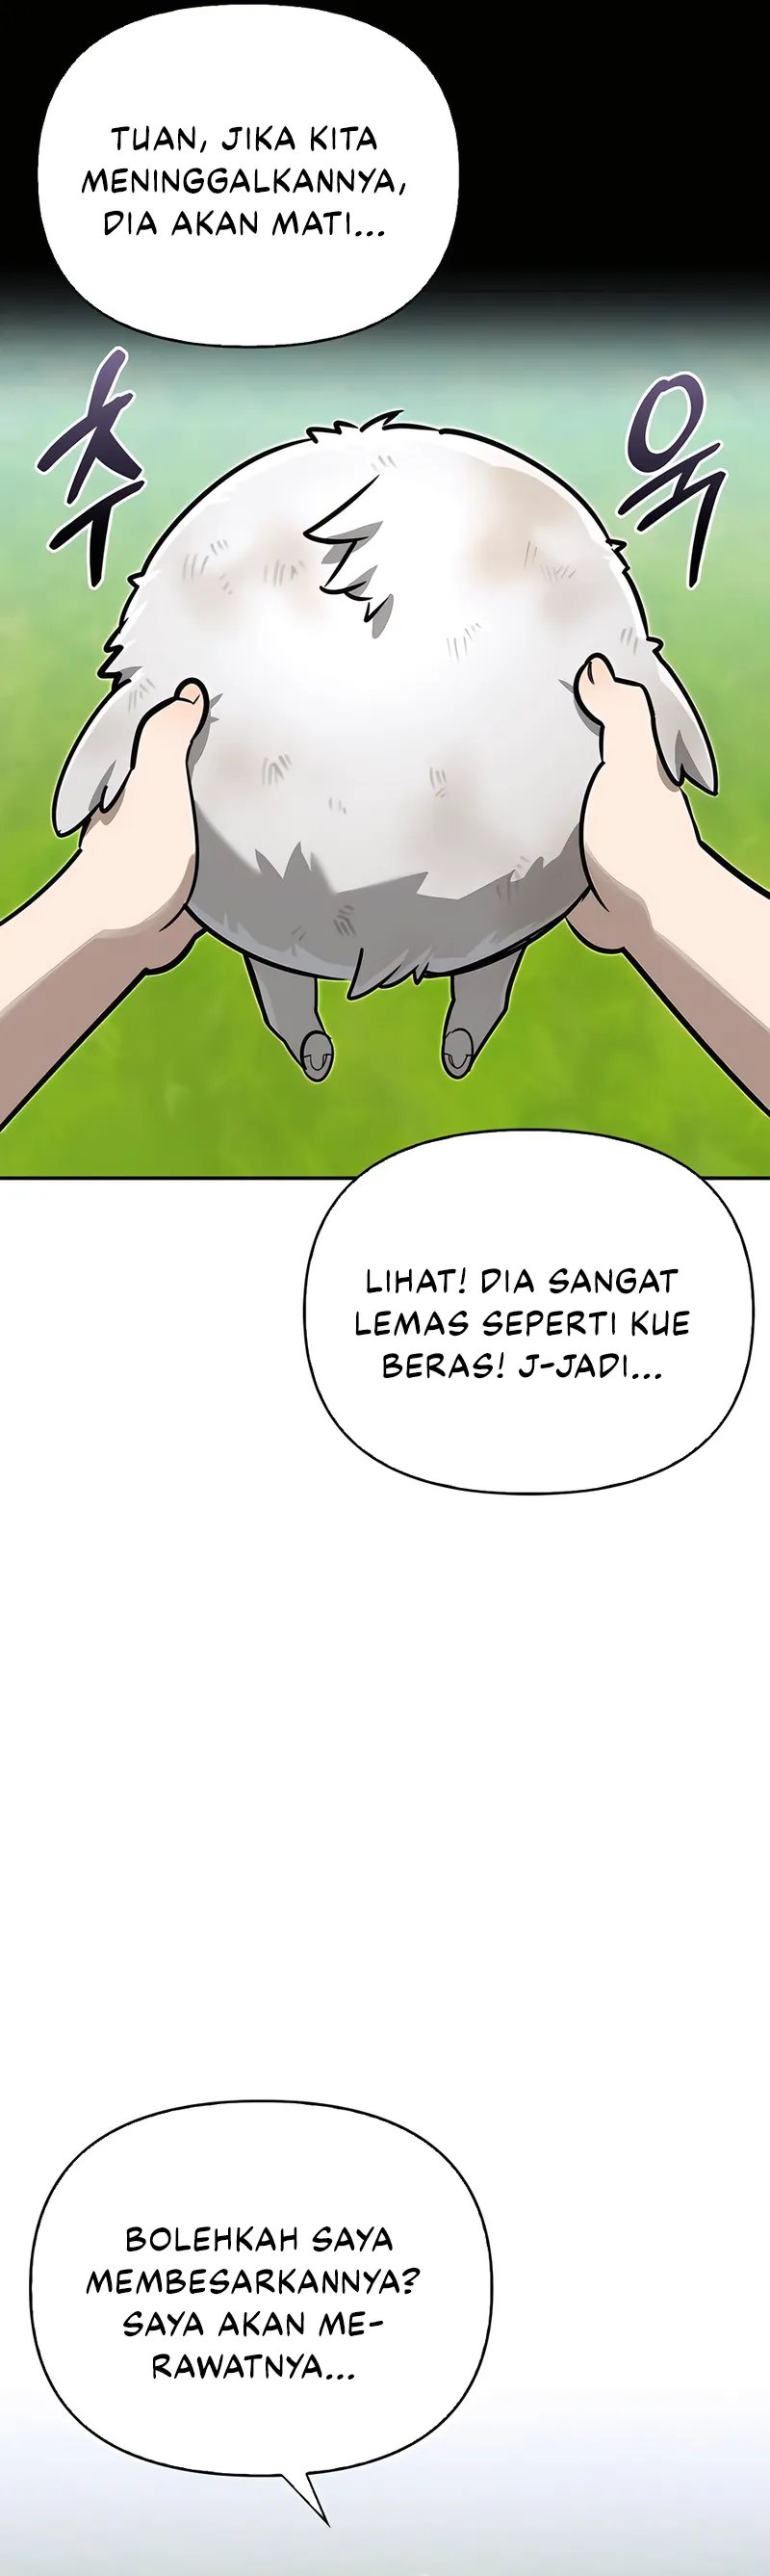 TUAN, JIKA KITA
MENINGGALKANNYA,
DIA AKAN MATI...
추욱
LIHAT! DIA SANGAT
LEMAS SEPERTI KUE
BERAS! J-JADI...
BOLEHKAH SAYA
MEMBESARKANNYA?
SAYA AKAN ME-
RAWATNYA...